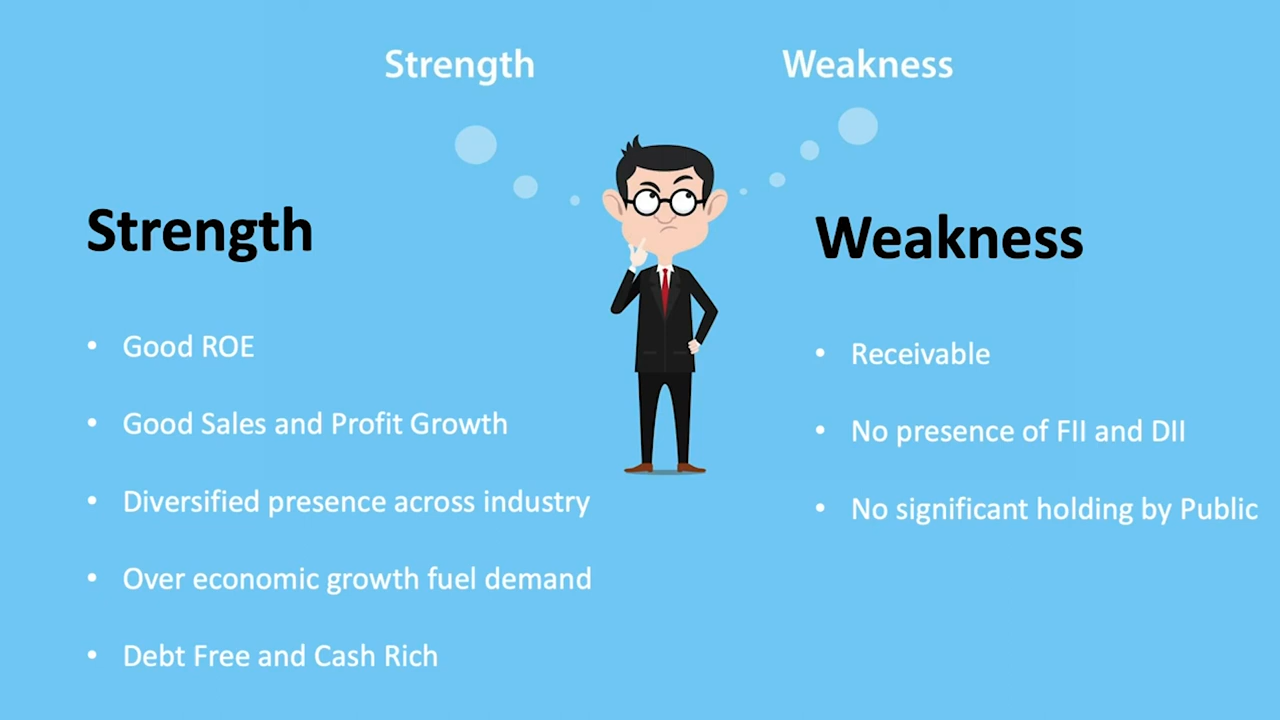 Strength
Weakness
Strength
• Good ROE
• Good Sales and Profit Growth
• Diversified presence across industry
• Over economic growth fuel demand
• Debt Free and Cash Rich
Weakness
• Receivable
• No presence of FII and DII
• No significant holding by Public